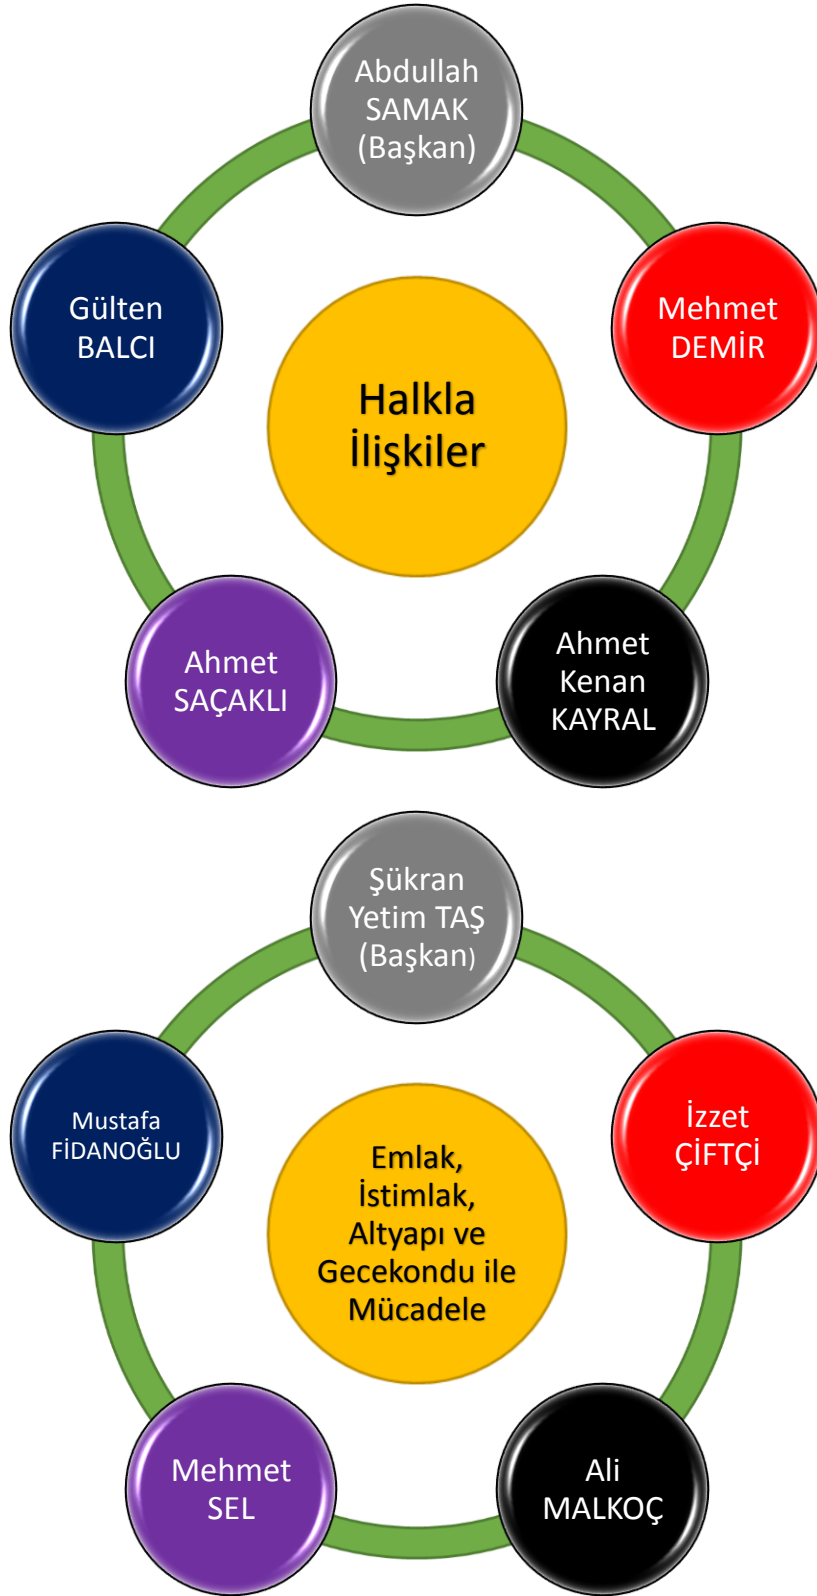 Abdullah
SAMAK
(Başkan)
Gülten
BALCI
Mehmet
DEMİR
Halkla
İlişkiler
Ahmet
SAÇAKLI
Ahmet
Kenan
KAYRAL
Şükran
Yetim TAŞ
(Başkan)
Mustafa
FİDANOĞLU
İzzet
ÇİFTÇİ
Emlak,
İstimlak,
Altyapı ve
Gecekondu ile
Mücadele
Mehmet
SEL
Ali
MALKOÇ